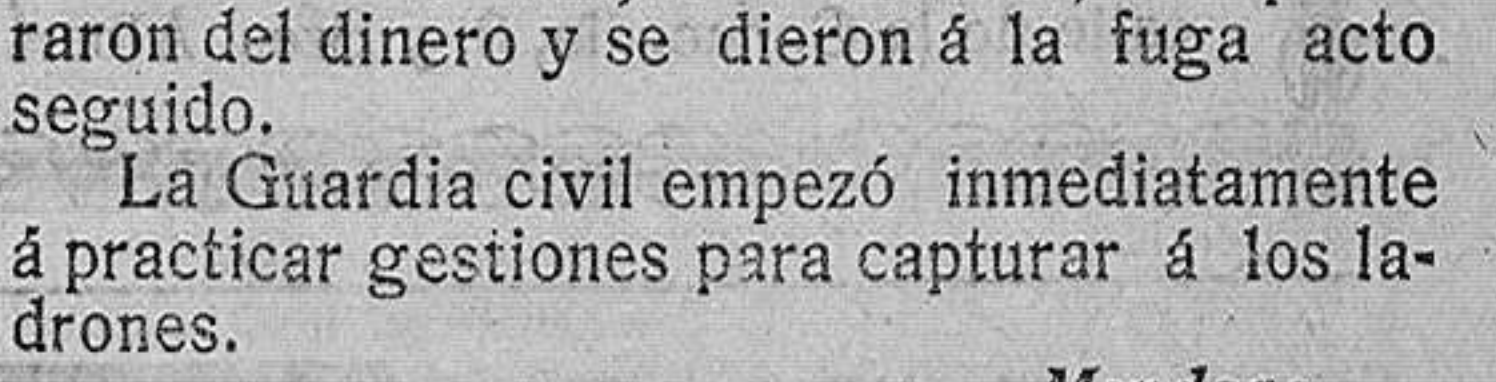 raron del dinero y se dieron á la fuga acto
seguido.
La Guardia civil empezó inmediatamente
á practicar gestiones para capturar á los la-
drones.